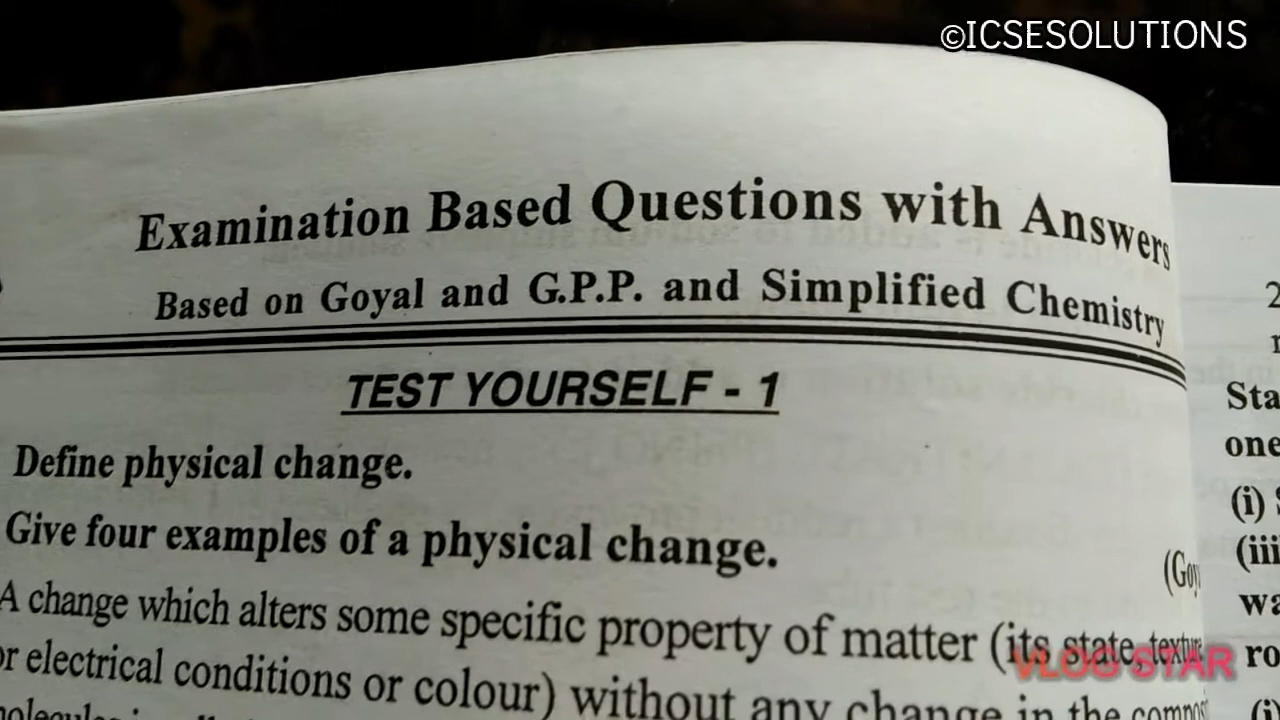 ©ICSESOLUTIONS
Examination Based Questions with Answers
Based on Goyal and G.P.P. and Simplified Chemistry
TEST YOURSELF - 1
Define physical change.
Give four examples of a physical change.
A change which alters some specific property of matter (its state, texture
or electrical conditions or colour) without any change in the
VLOG STAR
Sta
one
(i)
(iii
wa
ro
(i)